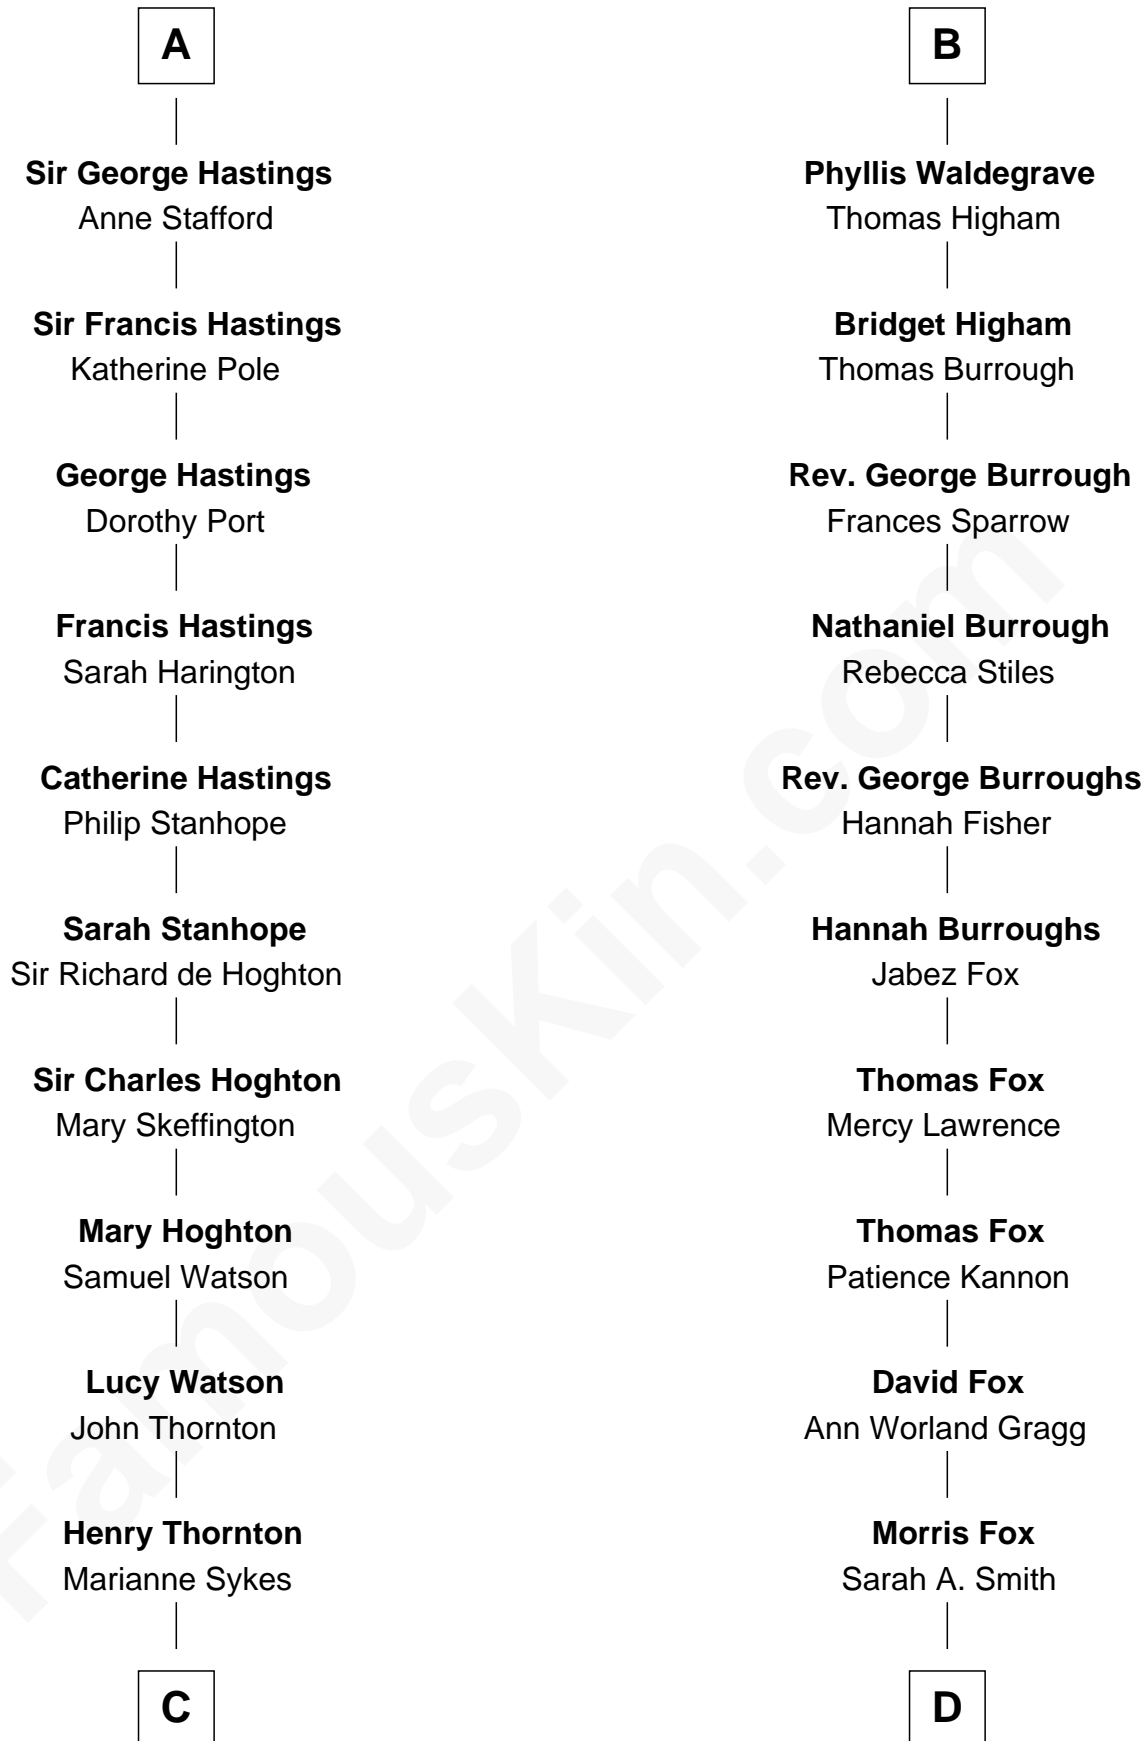 A
Sir George Hastings
Anne Stafford
Sir Francis Hastings
Katherine Pole
George Hastings
Dorothy Port
Francis Hastings
Sarah Harington
Catherine Hastings
Philip Stanhope
Sarah Stanhope
Sir Richard de Hoghton
Sir Charles Hoghton
Mary Skeffington
Mary Hoghton
Samuel Watson
Lucy Watson
John Thornton
Henry Thornton
Marianne Sykes
C
B
Phyllis Waldegrave
Thomas Higham
Bridget Higham
Thomas Burrough
Rev. George Burrough
Frances Sparrow
Nathaniel Burrough
Rebecca Stiles
Rev. George Burroughs
Hannah Fisher
Hannah Burroughs
Jabez Fox
Thomas Fox
Mercy Lawrence
Thomas Fox
Patience Kannon
David Fox
Ann Worland Gragg
Morris Fox
Sarah A. Smith
D
FamousKin.com